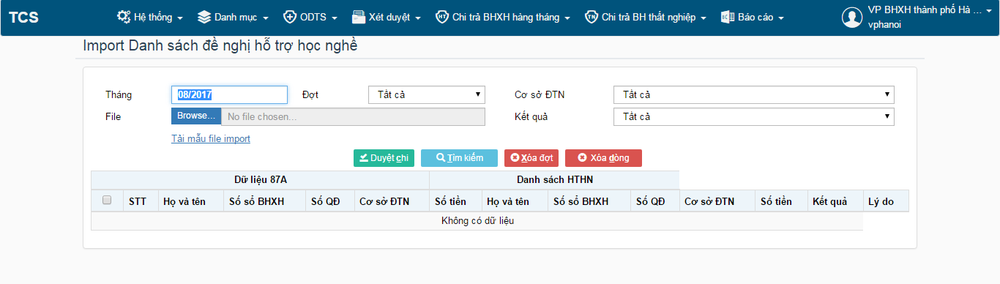 TCS Hệ thống Danh mục ODTS Xét duyệt Chi trả BHXH hàng tháng Chi trả BH thất nghiệp Báo cáo VP BHXH thành phố Hà ...
vphanoi
Import Danh sách đề nghị hỗ trợ học nghề
Tháng 08/2017 Đợt Tất cả Cơ sở ĐTN Tất cả
File Browse... No file chosen... Kết quả Tất cả
Tải mẫu file import
Duyệt chi Tìm kiếm Xóa đợt Xóa dòng
Dữ liệu 87A Danh sách HTHN
STT Họ và tên Số sổ BHXH Số QĐ Cơ sở ĐTN Số tiền Họ và tên Số sổ BHXH Số QĐ Cơ sở ĐTN Số tiền Kết quả Lý do
Không có dữ liệu